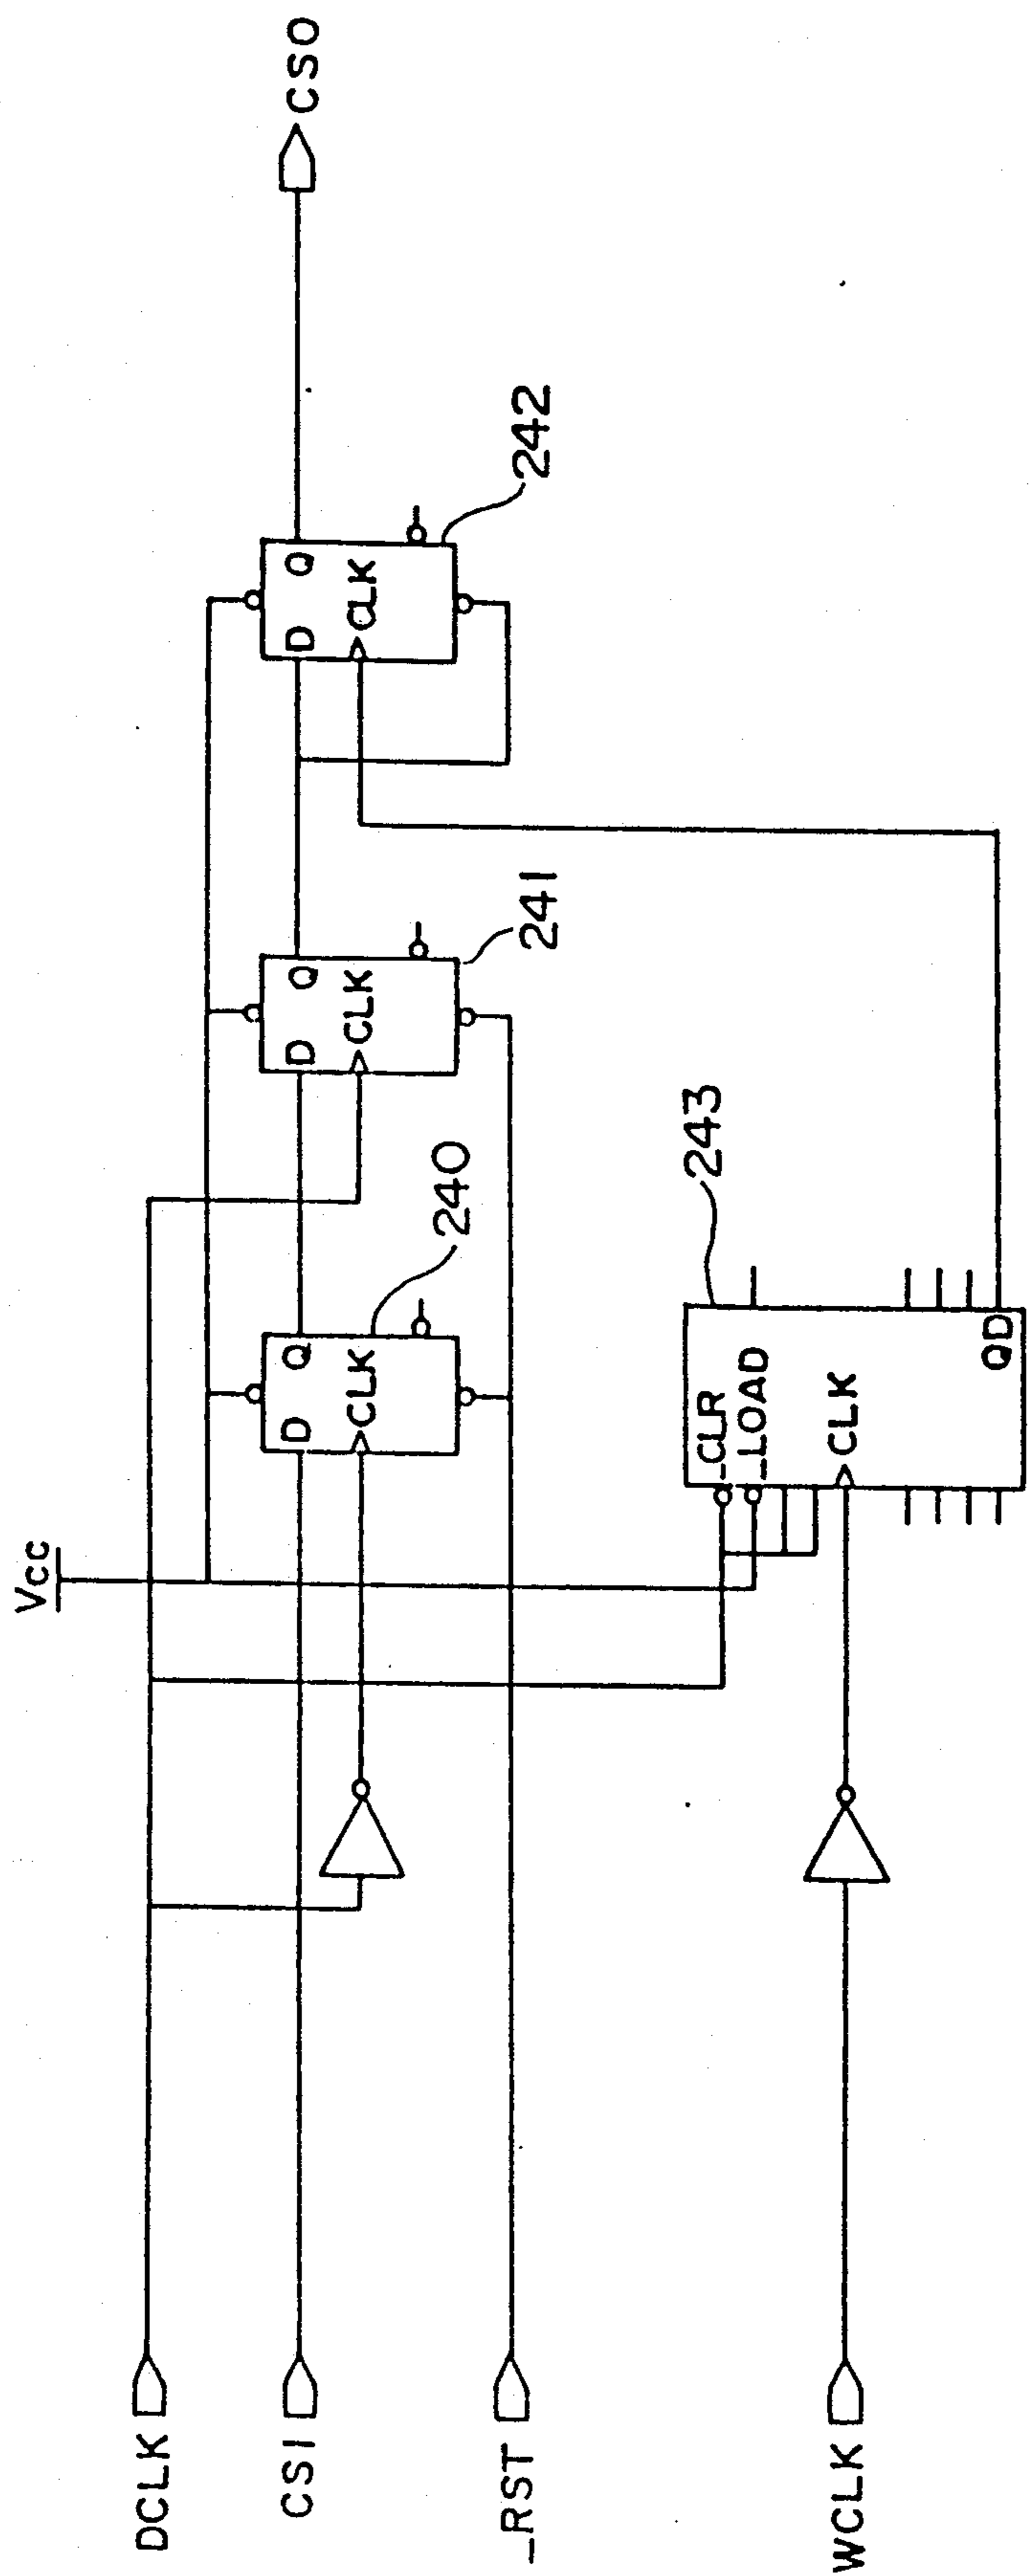 DCLK
CSI
_RST
WCLK
Vcc
D
Q
CLK
240
D
Q
CLK
241
D
Q
CLK
242
CSO
_CLR
_LOAD
CLK
QD
243